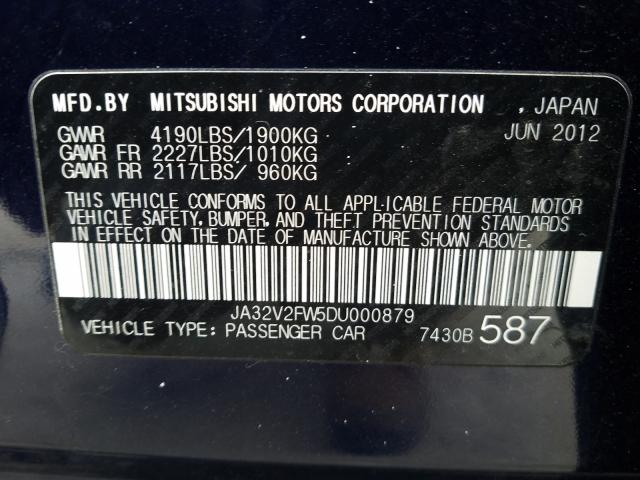 MFD.BY MITSUBISHI MOTORS CORPORATION , JAPAN
GVWR 4190LBS/1900KG JUN 2012
GAWR FR 2227LBS/1010KG
GAWR RR 2117LBS/ 960KG
THIS VEHICLE CONFORMS TO ALL APPLICABLE FEDERAL MOTOR
VEHICLE SAFETY, BUMPER, AND THEFT PREVENTION STANDARDS
IN EFFECT ON THE DATE OF MANUFACTURE SHOWN ABOVE.
JA32V2FW5DU000879
VEHICLE TYPE: PASSENGER CAR 7430B 587